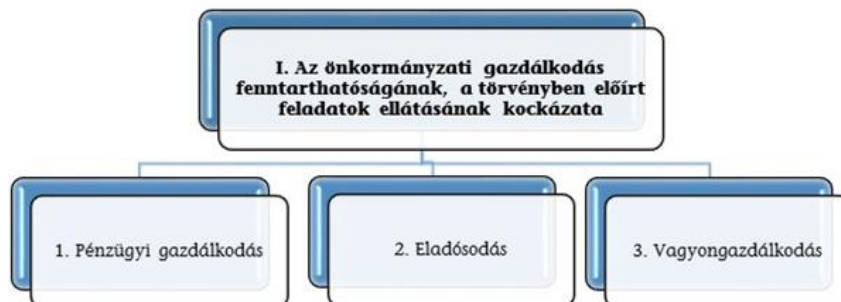 I. Az önkormányzati gazdálkodás
fenntarthatóságának, a törvényben előírt
feladatok ellátásának kockázata
1. Pénzügyi gazdálkodás
2. Eladósodás
3. Vagyongazdálkodás